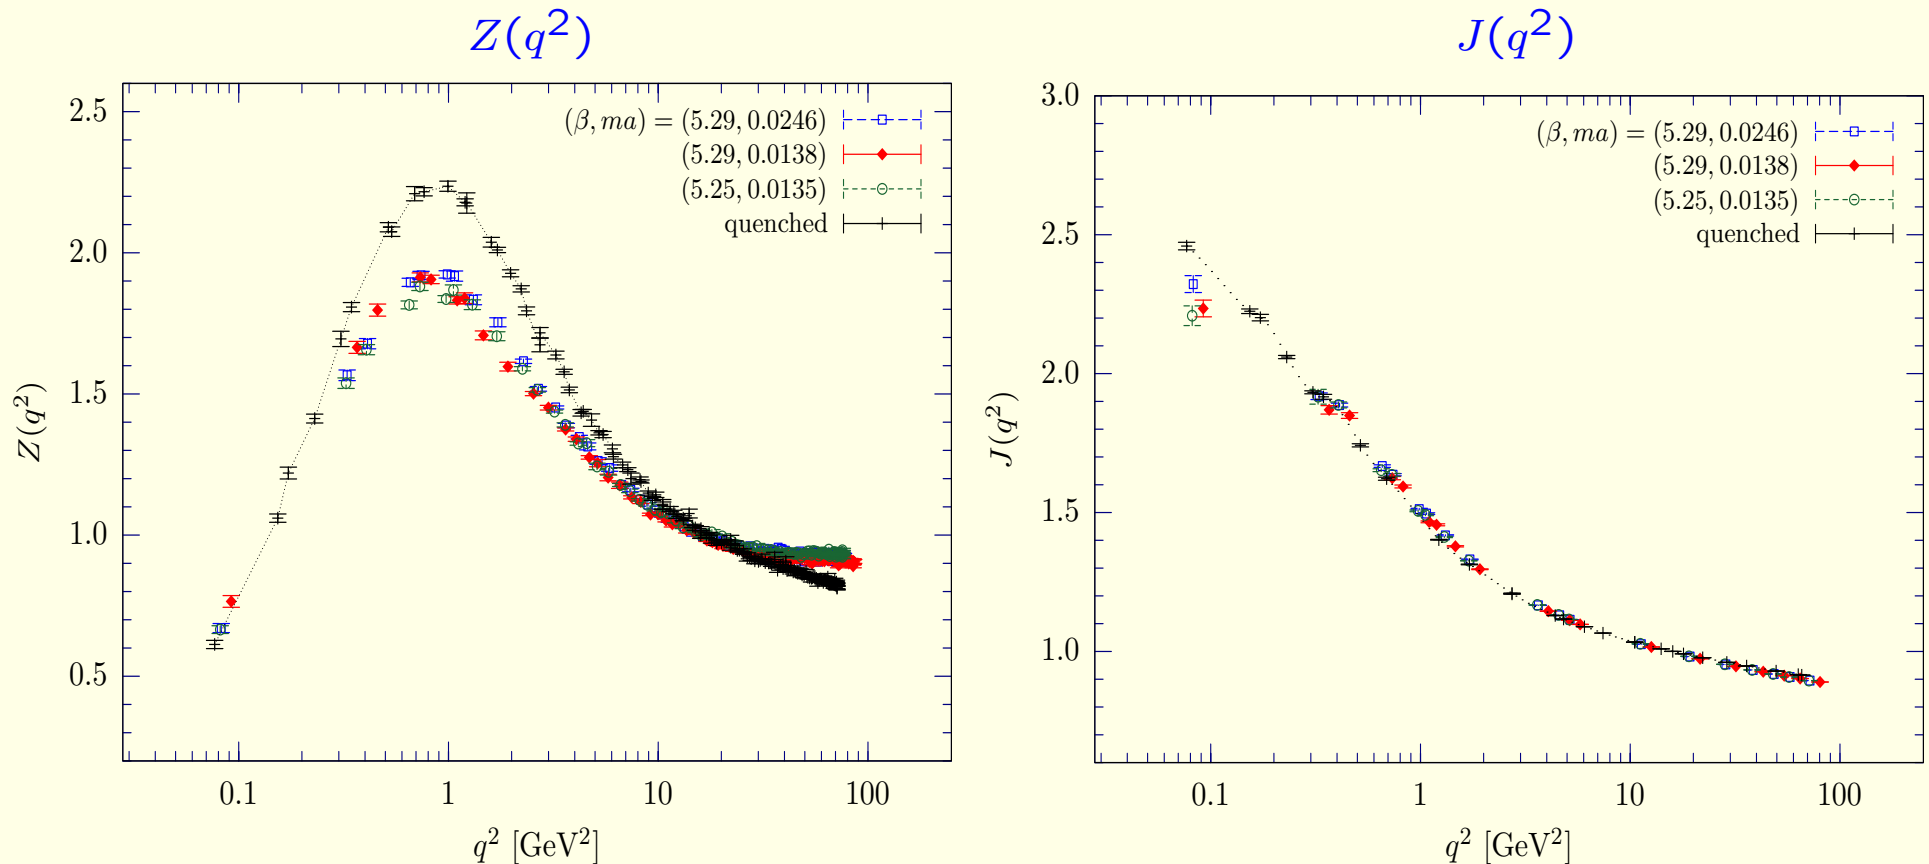 Z(q²)
2.5
2.0
1.5
1.0
0.5
Z(q²)
(β, ma) = (5.29, 0.0246)
(5.29, 0.0138)
(5.25, 0.0135)
quenched
0.1 1 10 100
q² [GeV²]
J(q²)
3.0
2.5
2.0
1.5
1.0
J(q²)
(β, ma) = (5.29, 0.0246)
(5.29, 0.0138)
(5.25, 0.0135)
quenched
0.1 1 10 100
q² [GeV²]